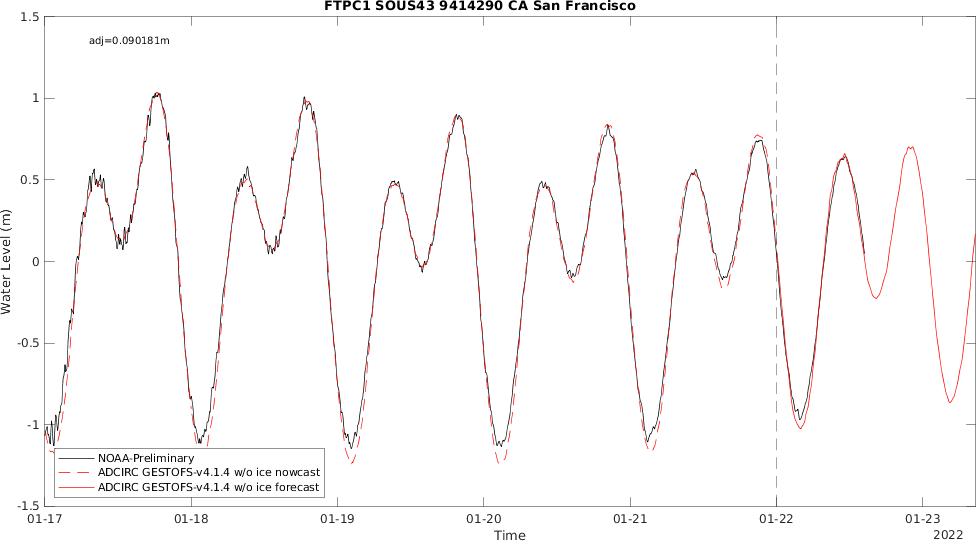 FTPC1 SOUS43 9414290 CA San Francisco
adj=0.090181m
1.5
1
0.5
0
-0.5
-1
-1.5
Water Level (m)
NOAA-Preliminary
ADCIRC GESTOFS-v4.1.4 w/o ice nowcast
ADCIRC GESTOFS-v4.1.4 w/o ice forecast
01-17 01-18 01-19 01-20 01-21 01-22 01-23
Time
2022